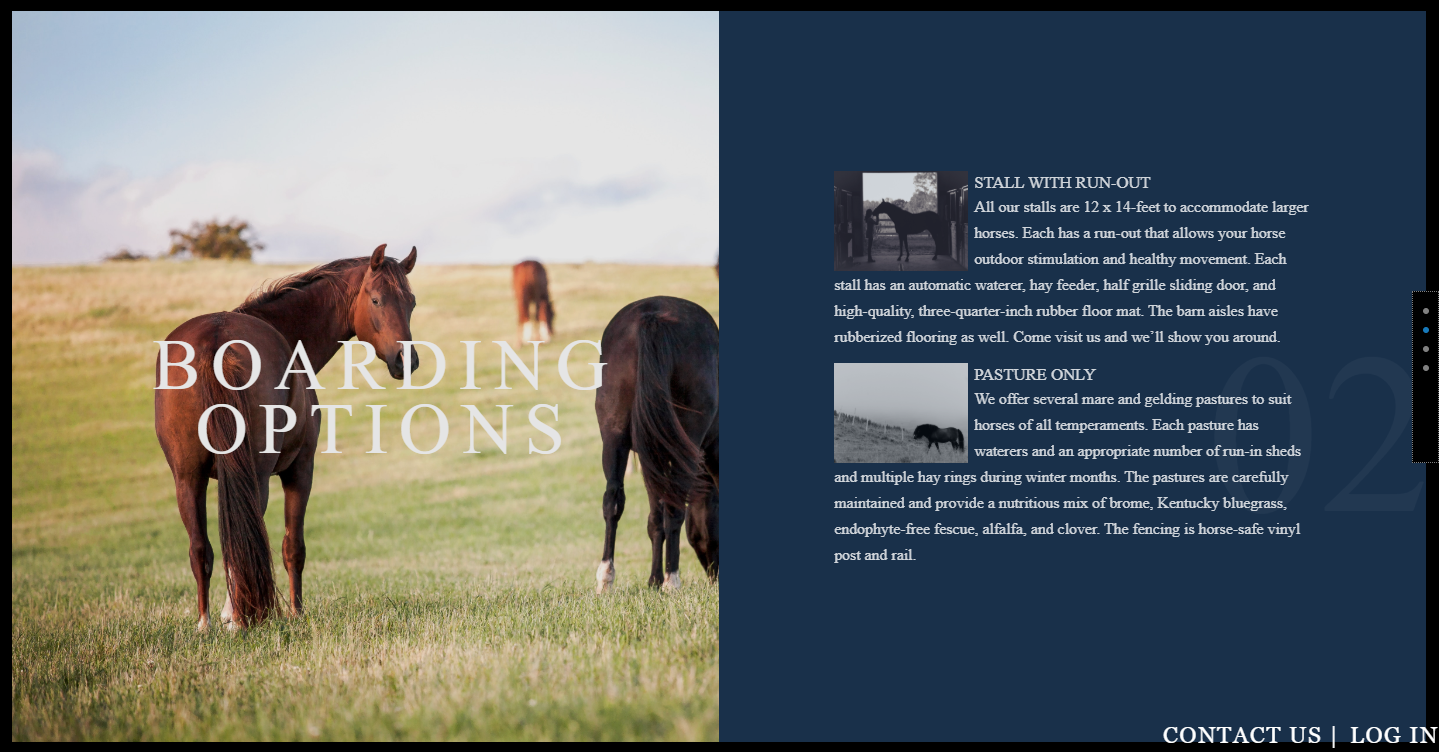 BOARDING
OPTIONS
STALL WITH RUN-OUT
All our stalls are 12 x 14-feet to accommodate larger
horses. Each has a run-out that allows your horse
outdoor stimulation and healthy movement. Each
stall has an automatic waterer, hay feeder, half grille sliding door, and
high-quality, three-quarter-inch rubber floor mat. The barn aisles have
rubberized flooring as well. Come visit us and we’ll show you around.
PASTURE ONLY
We offer several mare and gelding pastures to suit
horses of all temperaments. Each pasture has
waterers and an appropriate number of run-in sheds
and multiple hay rings during winter months. The pastures are carefully
maintained and provide a nutritious mix of brome, Kentucky bluegrass,
endophyte-free fescue, alfalfa, and clover. The fencing is horse-safe vinyl
post and rail.
02
CONTACT US | LOG IN